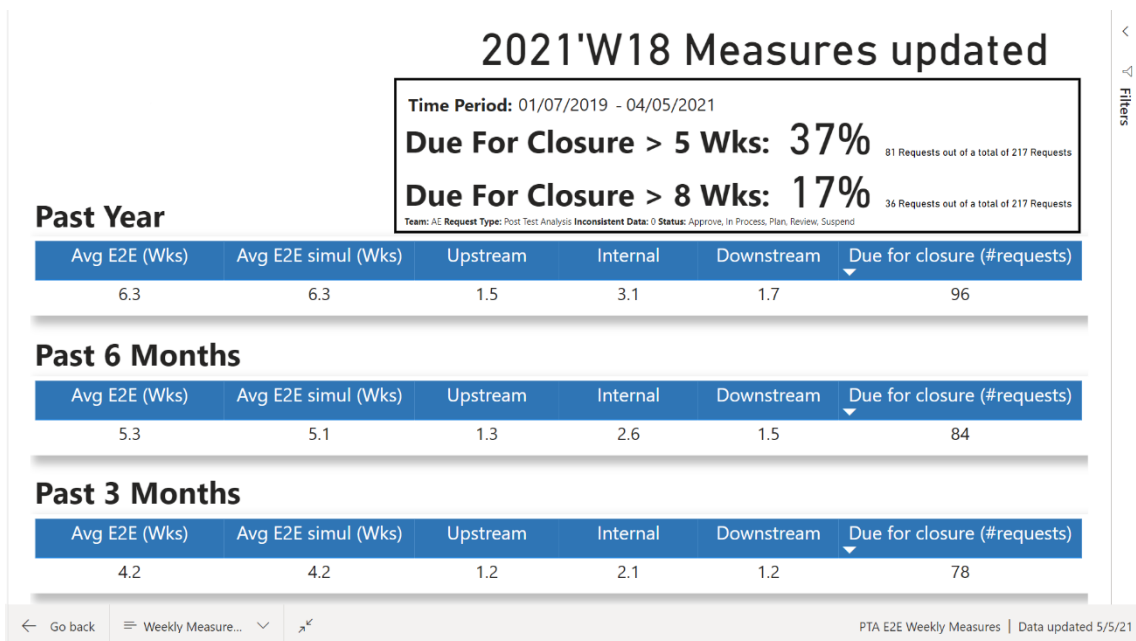 2021'W18 Measures updated
Time Period: 01/07/2019 - 04/05/2021
Due For Closure > 5 Wks: 37% 81 Requests out of a total of 217 Requests
Due For Closure > 8 Wks: 17% 36 Requests out of a total of 217 Requests
Team: AE Request Type: Post Test Analysis Inconsistent Data: 0 Status: Approve, In Process, Plan, Review, Suspend
Filters
Past Year
Avg E2E (Wks) Avg E2E simul (Wks) Upstream Internal Downstream Due for closure (#requests)
6.3 6.3 1.5 3.1 1.7 96
Past 6 Months
Avg E2E (Wks) Avg E2E simul (Wks) Upstream Internal Downstream Due for closure (#requests)
5.3 5.1 1.3 2.6 1.5 84
Past 3 Months
Avg E2E (Wks) Avg E2E simul (Wks) Upstream Internal Downstream Due for closure (#requests)
4.2 4.2 1.2 2.1 1.2 78
Go back Weekly Measure... PTA E2E Weekly Measures | Data updated 5/5/21